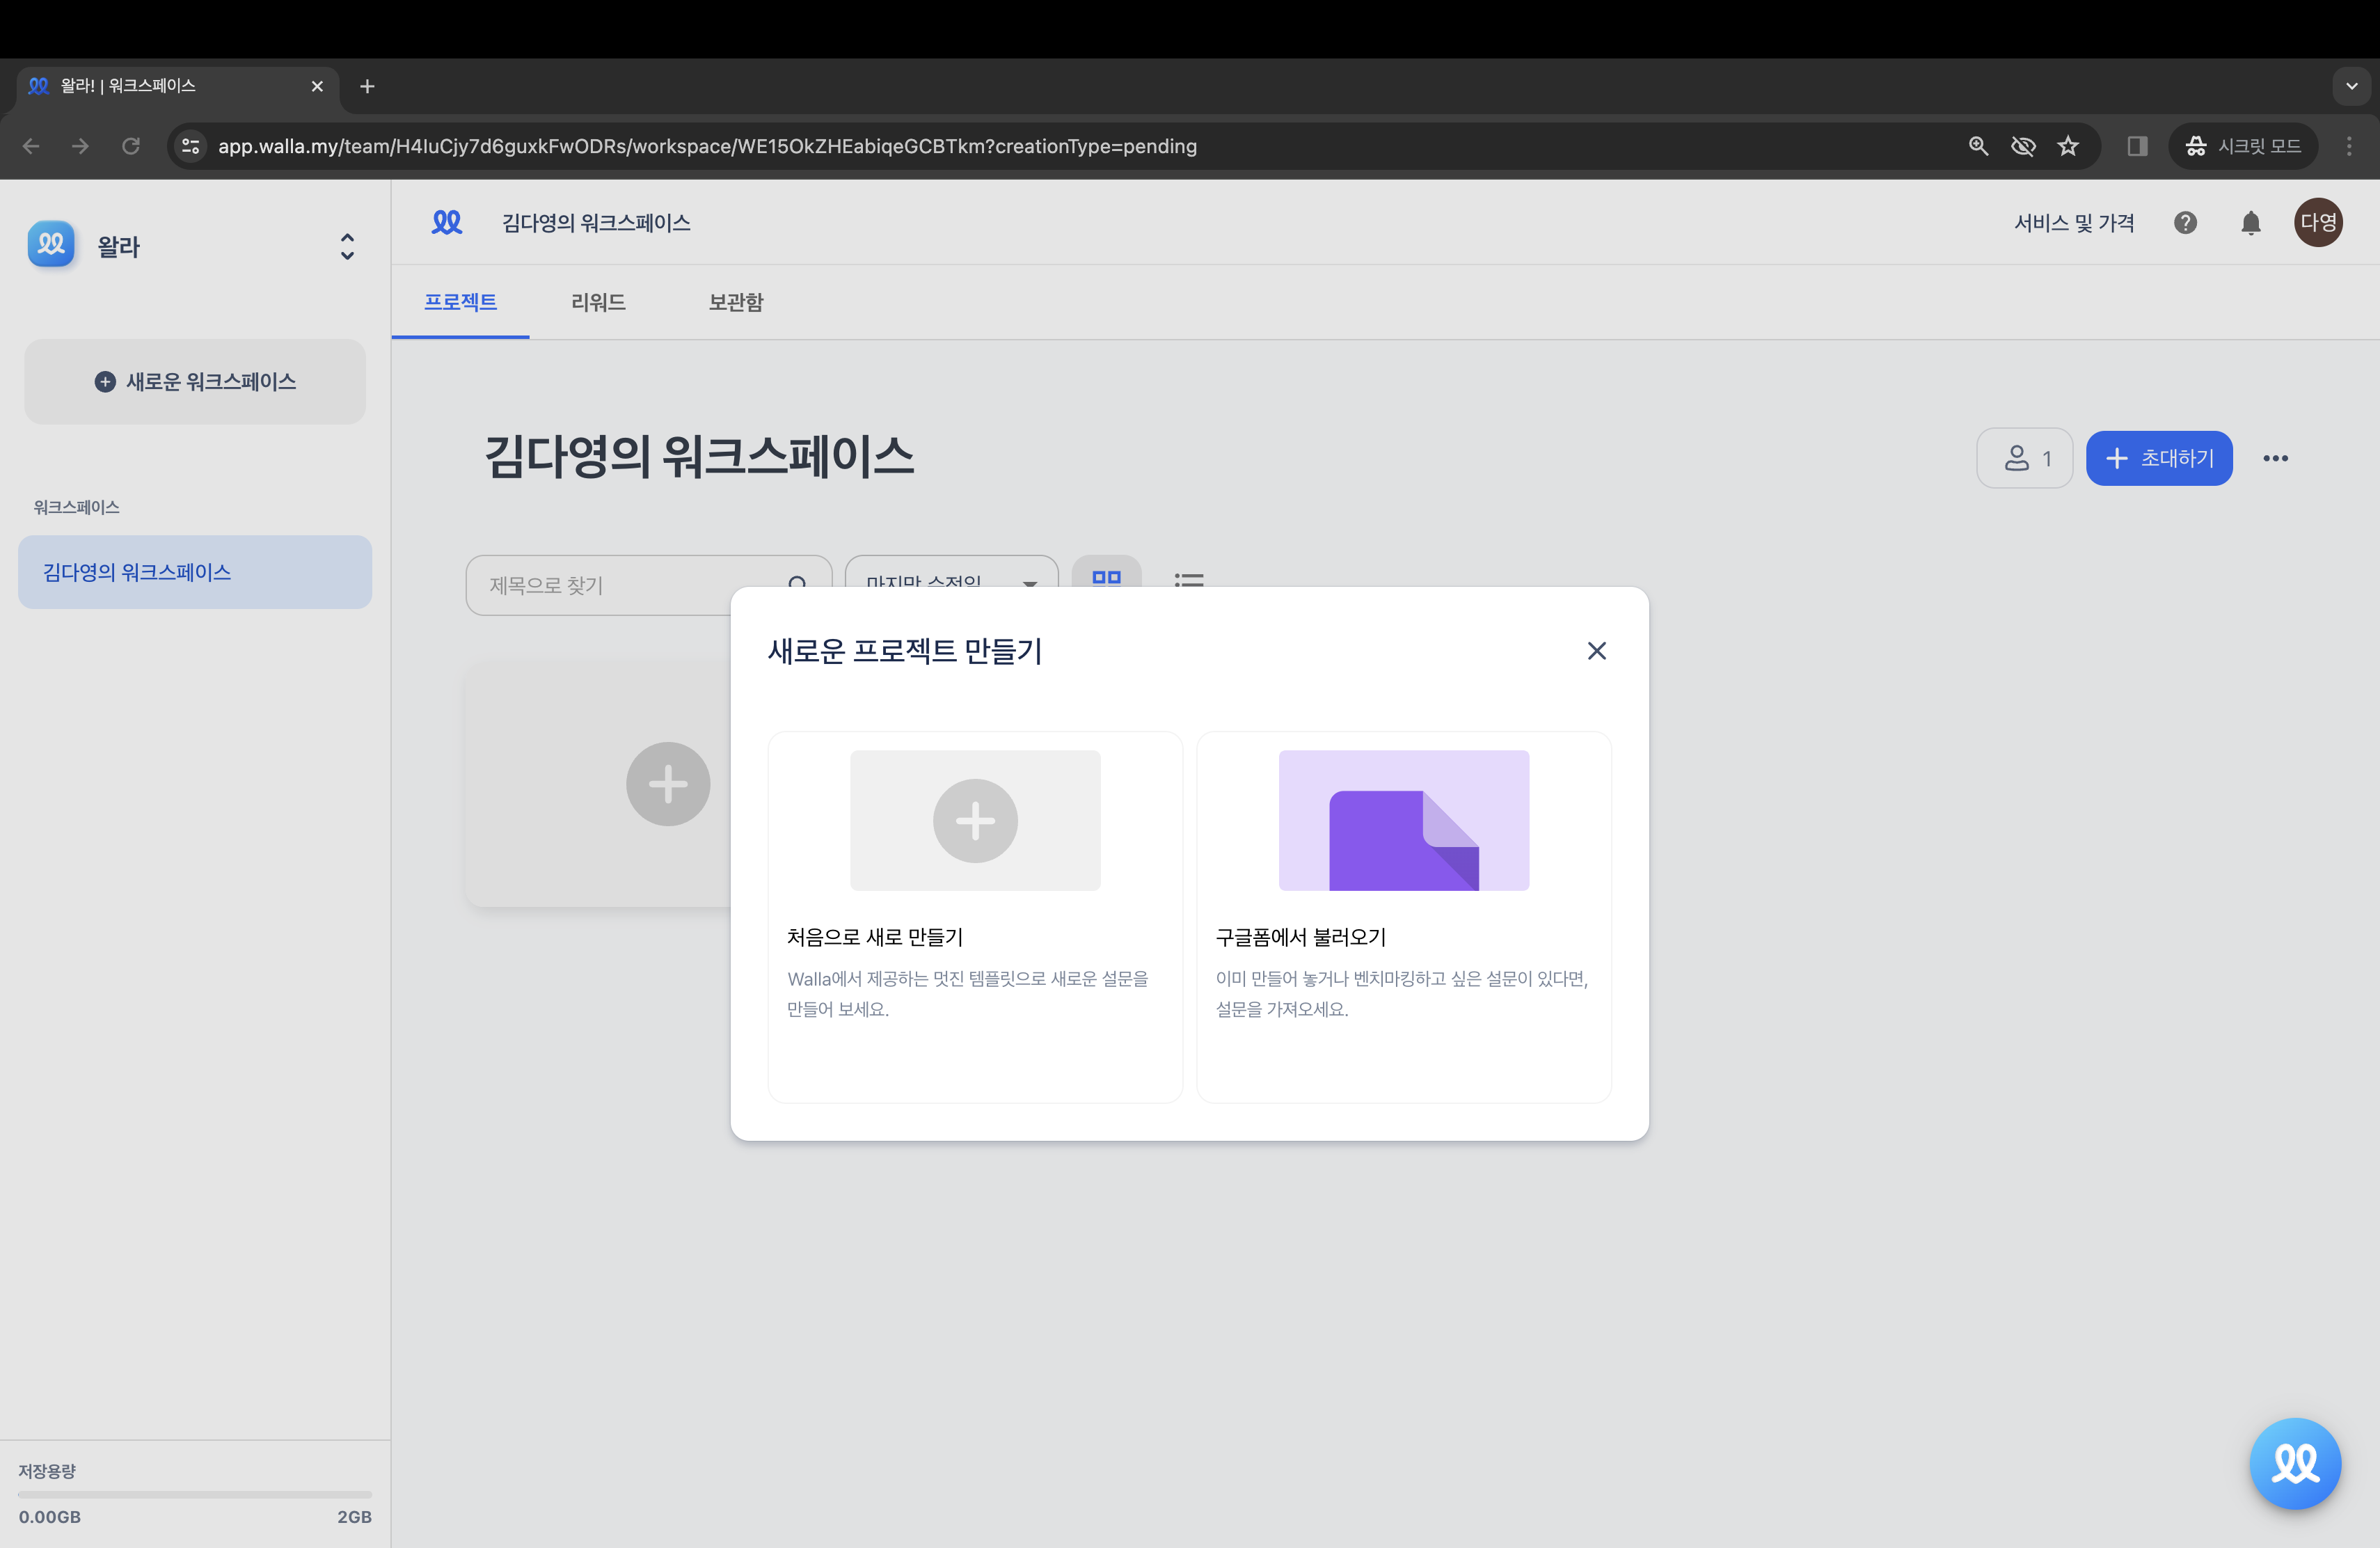 왈라! | 워크스페이스
app.walla.my/team/H4luCjy7d6guxkFwODRs/workspace/WE15OkZHEabiqeGCBTkm?creationType=pending
시크릿 모드
왈라
김다영의 워크스페이스
서비스 및 가격
다영
프로젝트
리워드
보관함
새로운 워크스페이스
김다영의 워크스페이스
1
초대하기
워크스페이스
김다영의 워크스페이스
제목으로 찾기
마지막 수정일
새로운 프로젝트 만들기
처음으로 새로 만들기
Walla에서 제공하는 멋진 템플릿으로 새로운 설문을
만들어 보세요.
구글폼에서 불러오기
이미 만들어 놓거나 벤치마킹하고 싶은 설문이 있다면,
설문을 가져오세요.
저장용량
0.00GB
2GB